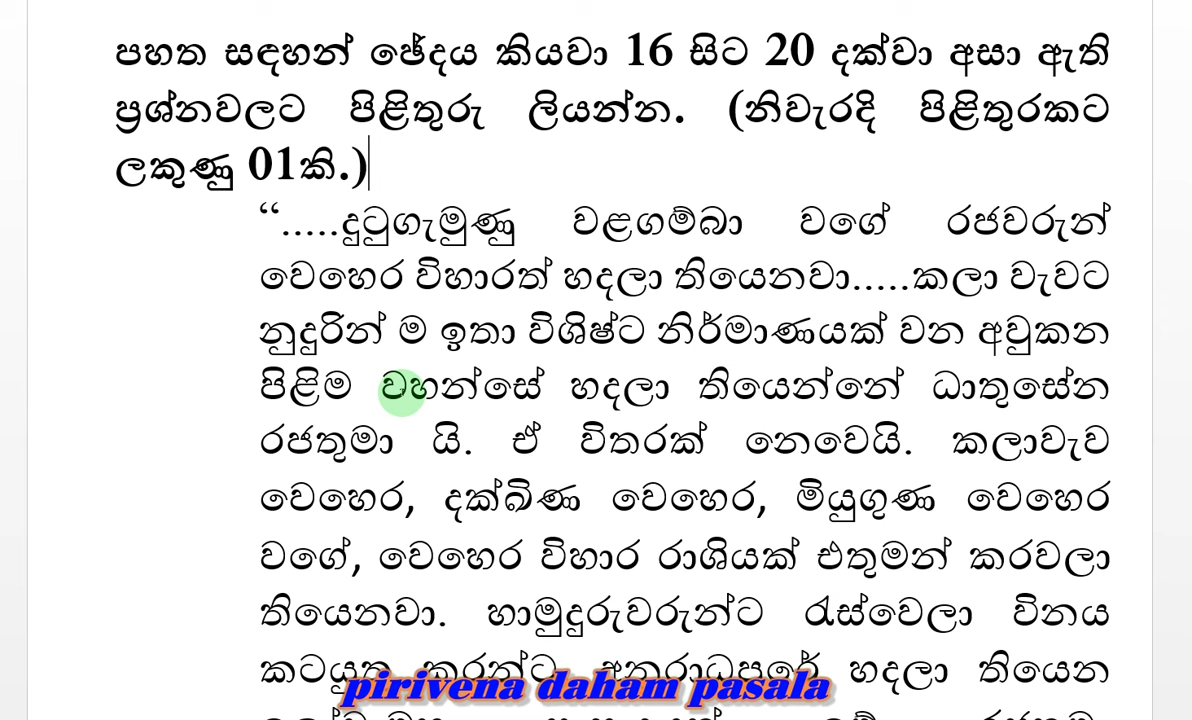 පහත සඳහන් ඡේදය කියවා 16 සිට 20 දක්වා අසා ඇති
ප්‍රශ්නවලට පිළිතුරු ලියන්න. (නිවැරදි පිළිතුරකට
ලකුණු 01කි.)
“.....දුටුගැමුණු වළගම්බා වගේ රජවරුන්
වෙහෙර විහාරත් හදලා තියෙනවා.....කලා වැවට
නුදුරින් ම ඉතා විශිෂ්ට නිර්මාණයක් වන අවුකන
පිළිම වහන්සේ හදලා තියෙන්නේ ධාතුසේන
රජතුමා යි. ඒ විතරක් නෙවෙයි. කලාවැව
වෙහෙර, දක්ඛිණ වෙහෙර, මියුගුණ වෙහෙර
වගේ, වෙහෙර විහාර රාශියක් එතුමන් කරවලා
තියෙනවා. හාමුදුරුවරුන්ට රැස්වෙලා විනය
කටයුතු කරන්ට අනුරාධපුරේ හදලා තියෙන
pirivena daham pasala